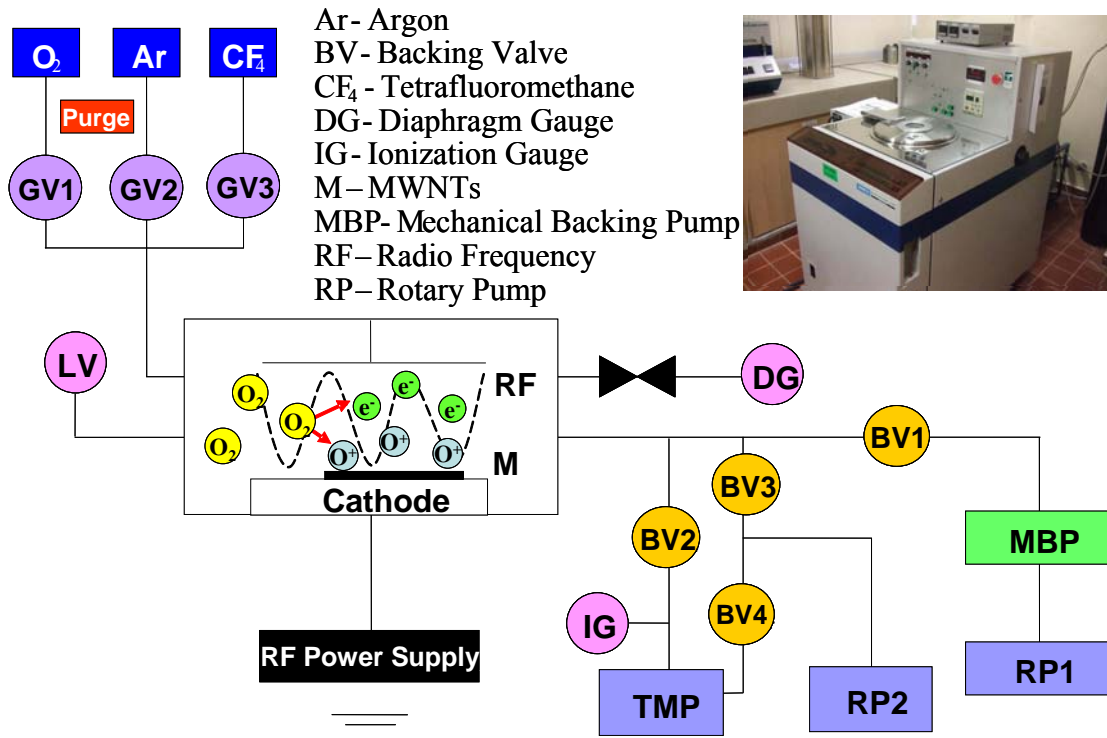 O₂ Ar CF₄
Purge
GV1 GV2 GV3
Ar- Argon
BV- Backing Valve
CF₄ - Tetrafluoromethane
DG- Diaphragm Gauge
IG- Ionization Gauge
M – MWNTs
MBP- Mechanical Backing Pump
RF – Radio Frequency
RP – Rotary Pump
LV
RF
DG
O₂ e⁻
O₂ e⁻ e⁻
O₂ O⁺ O⁺ O⁺
M
Cathode
BV1
BV3
BV2
MBP
BV4
IG
RF Power Supply
TMP
RP2
RP1